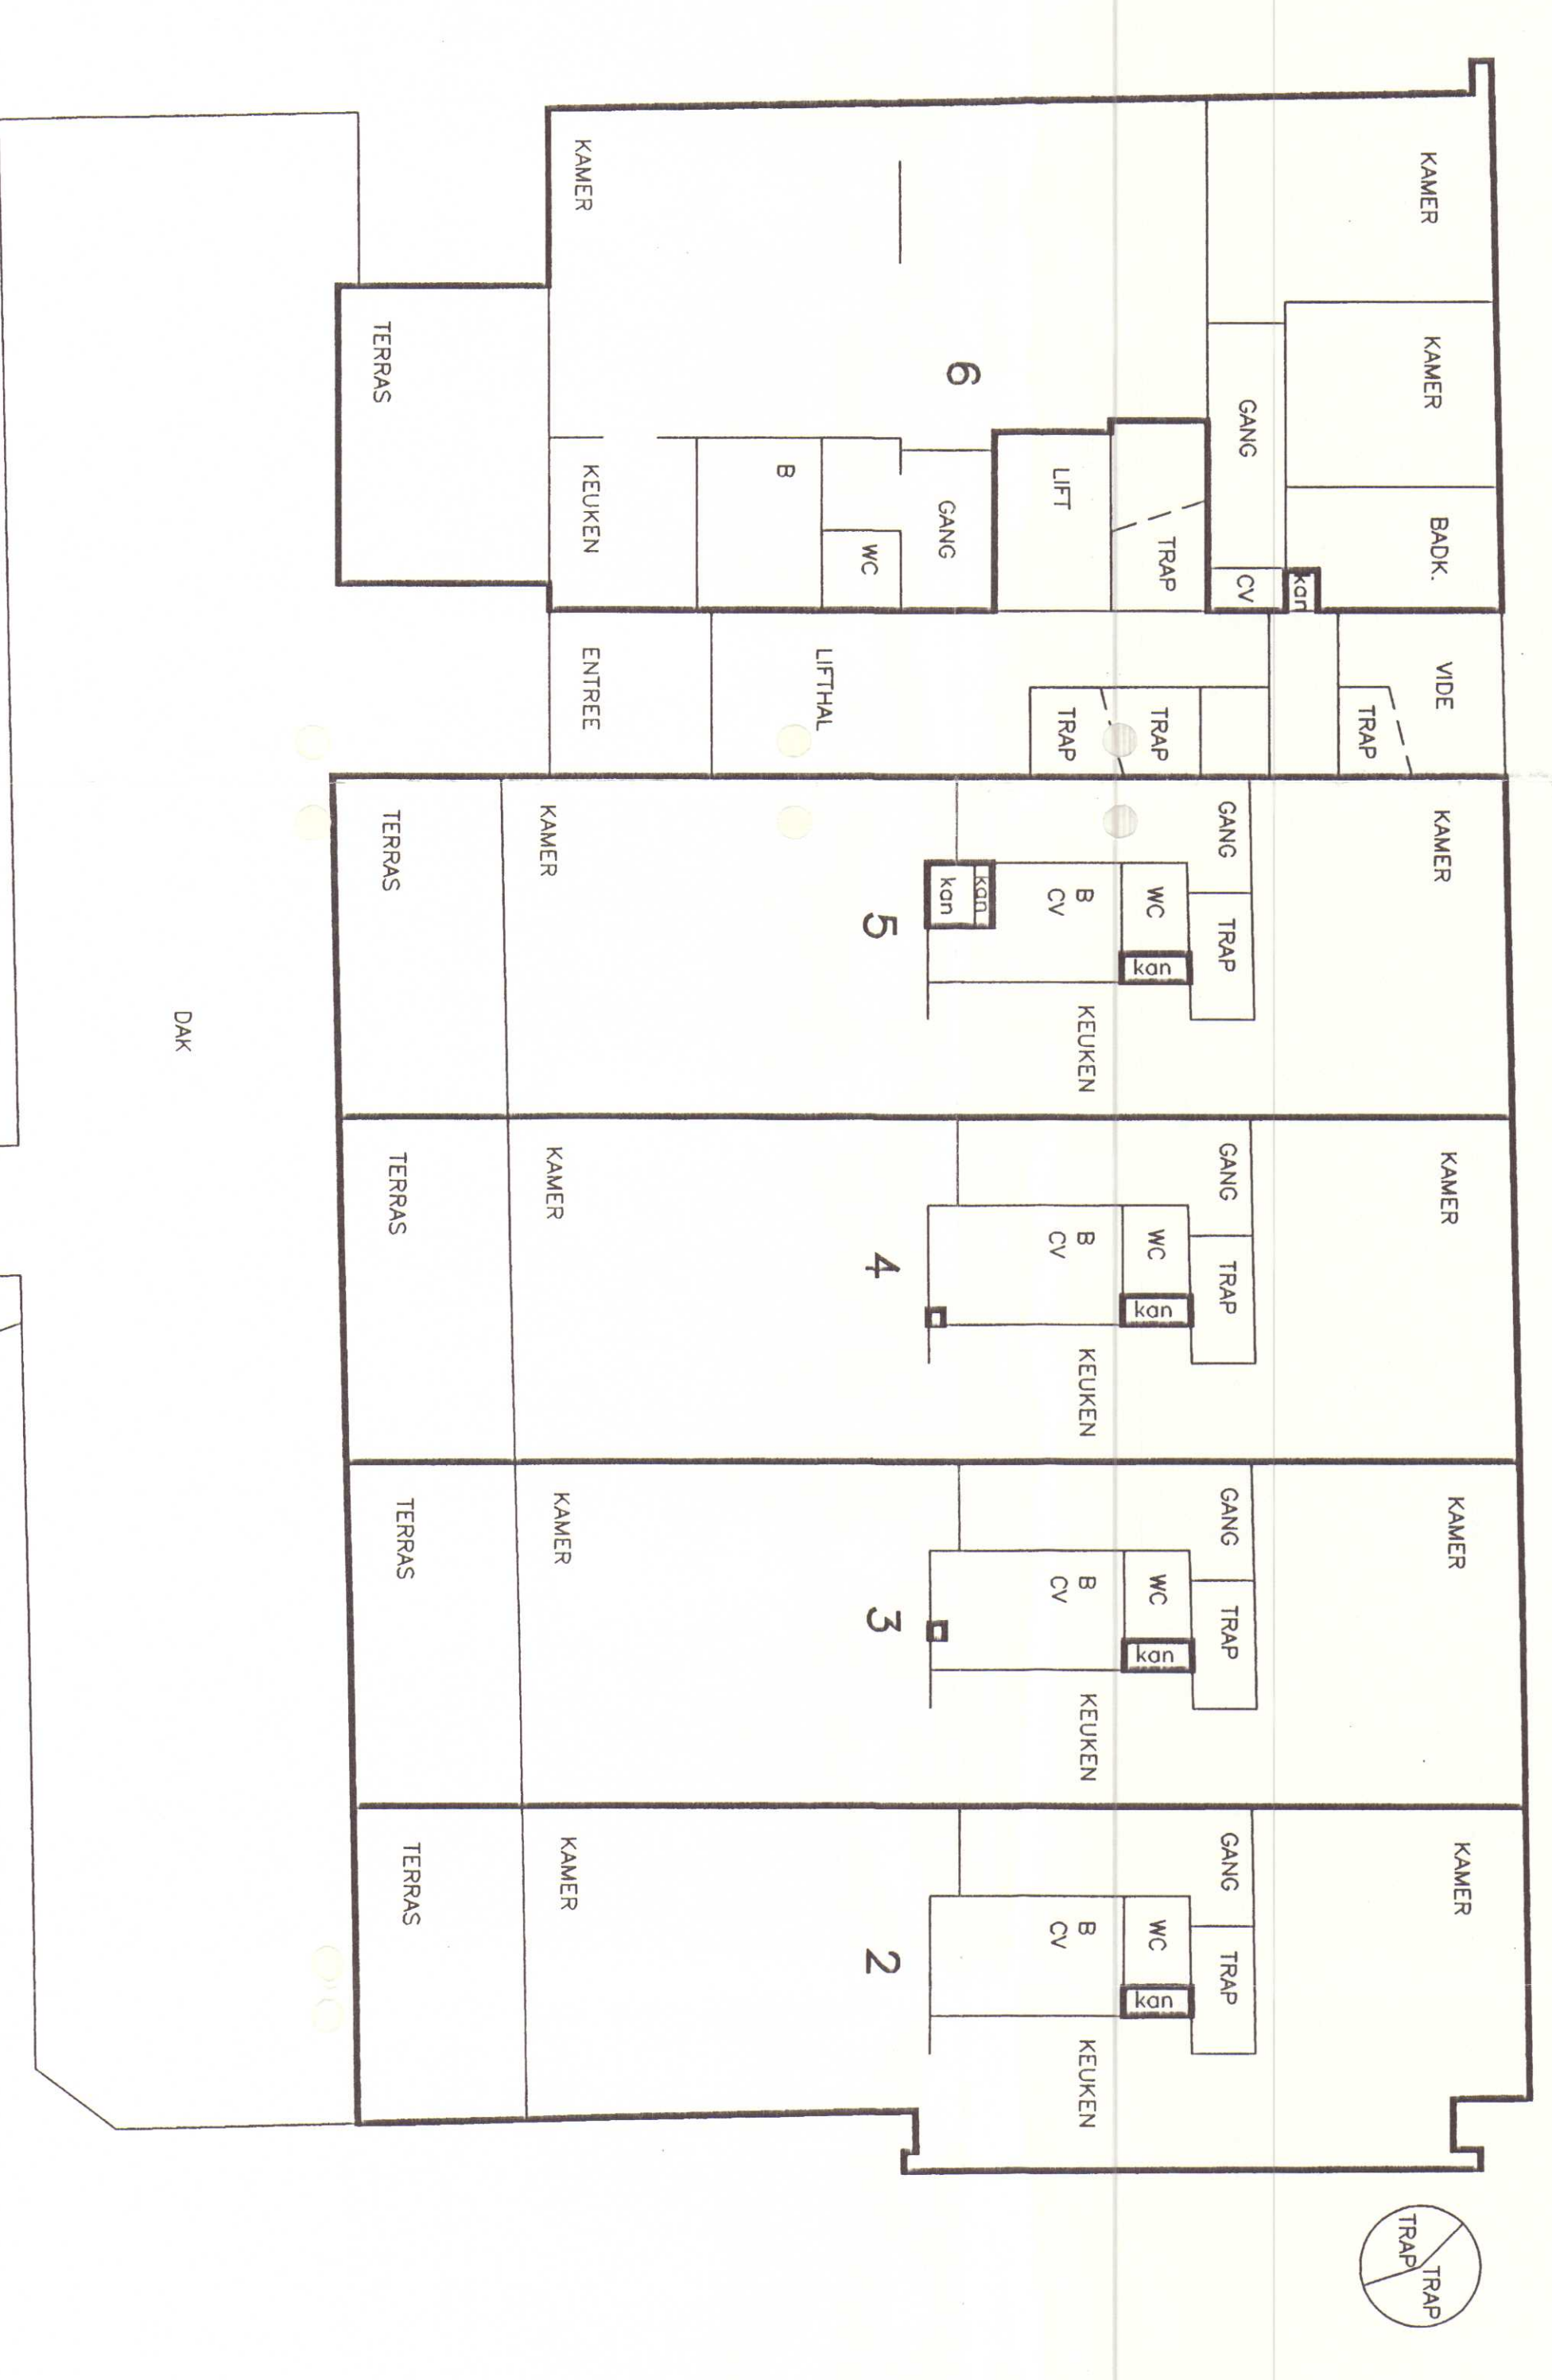 KAMER
KAMER
BADK.
VIDE
KAMER
KAMER
KAMER
KAMER
TRAP
TRAP
kan
GANG
CV
TRAP
GANG
TRAP
GANG
TRAP
GANG
TRAP
GANG
TRAP
TRAP
TRAP
WC
kan
WC
kan
WC
kan
WC
kan
LIFT
TRAP
B
CV
KEUKEN
B
CV
KEUKEN
B
CV
KEUKEN
B
CV
KEUKEN
6
GANG
kan
kan
WC
5
4
3
2
B
LIFTHAL
KAMER
KEUKEN
ENTREE
KAMER
KAMER
KAMER
KAMER
TERRAS
TERRAS
TERRAS
TERRAS
TERRAS
DAK